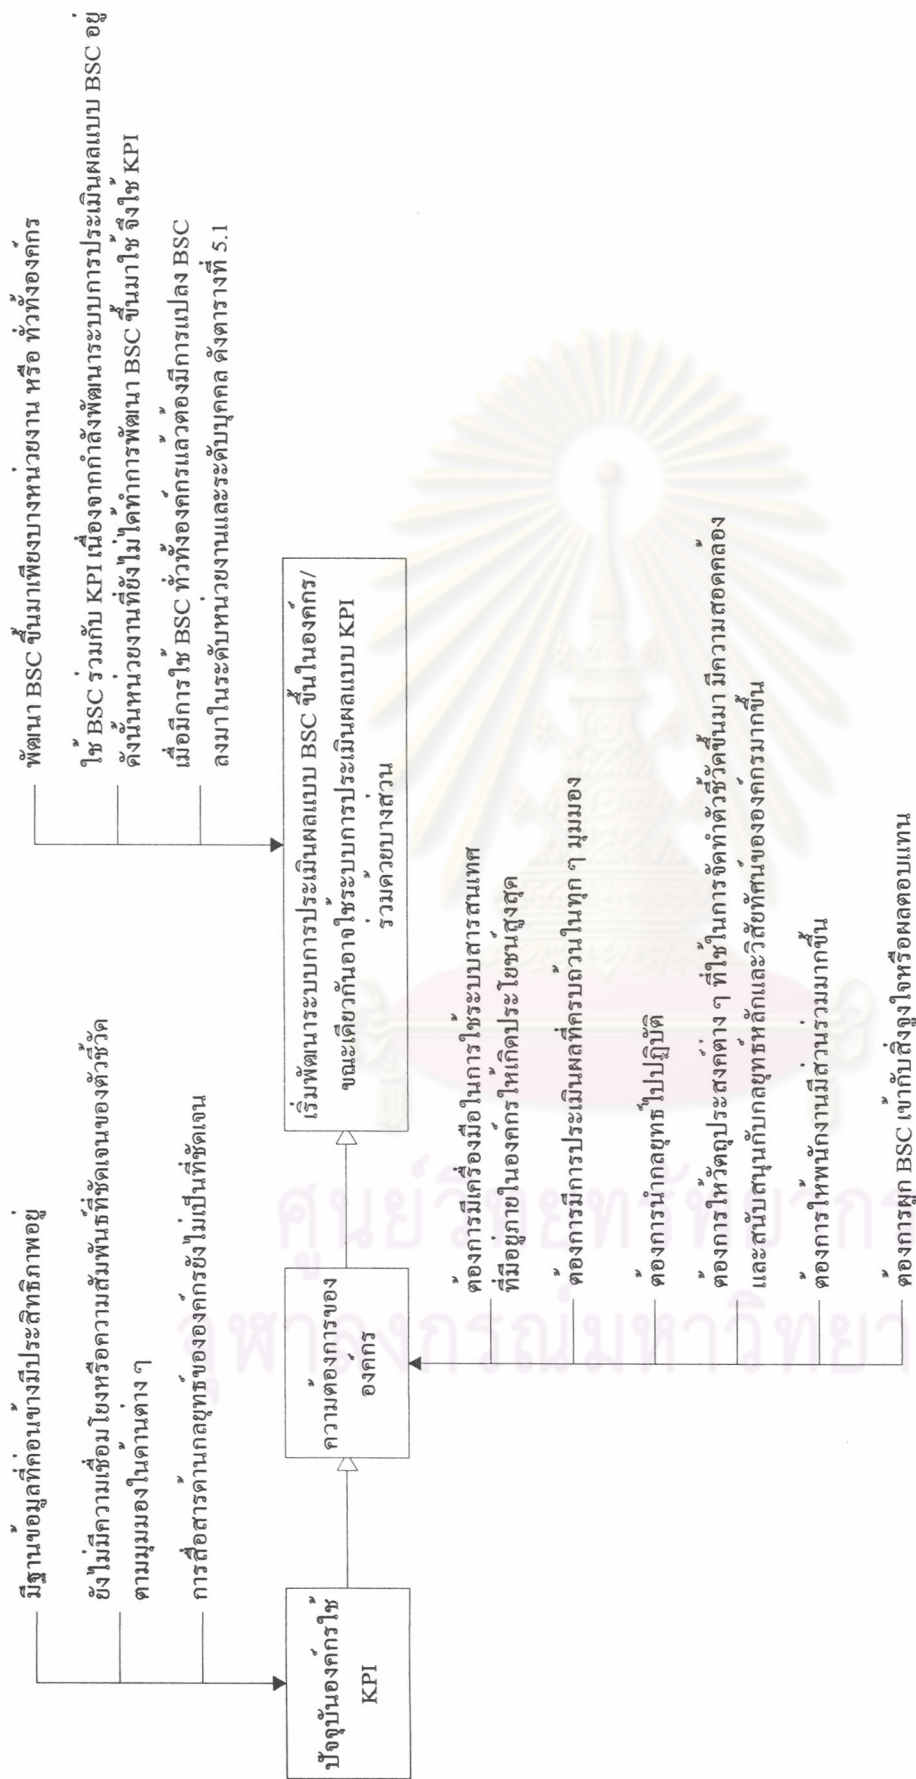 มีฐานข้อมูลที่ค่อนข้างมีประสิทธิภาพอยู่
ยังไม่มีความเชื่อมโยงหรือความสัมพันธ์ที่ชัดเจนของตัวชี้วัด
ตามมุมมองในด้านต่าง ๆ
การสื่อสารด้านกลยุทธ์ขององค์กรยังไม่เป็นที่ชัดเจน
ปัจจุบันองค์กรใช้
KPI
ความต้องการของ
องค์กร
ต้องการมีเครื่องมือในการใช้ระบบสารสนเทศ
ที่มีอยู่ภายในองค์กรให้เกิดประโยชน์สูงสุด
ต้องการมีการประเมินผลที่ครบถ้วนในทุก ๆ มุมมอง
ต้องการนำกลยุทธ์ไปปฏิบัติ
ต้องการให้วัตถุประสงค์ต่าง ๆ ที่ใช้ในการจัดทำตัวชี้วัดขึ้นมา มีความสอดคล้อง
และสนับสนุนกับกลยุทธหลักและวิสัยทัศน์ขององค์กรมากขึ้น
ต้องการให้พนักงานมีส่วนร่วมมากขึ้น
ต้องการผูก BSC เข้ากับสิ่งจูงใจหรือผลตอบแทน
พัฒนา BSC ขึ้นมาเพียงบางหน่วยงาน หรือ ทั่วทั้งองค์กร
ใช้ BSC ร่วมกับ KPI เนื่องจากกำลังพัฒนาระบบการประเมินผลแบบ BSC อยู่
ดังนั้นหน่วยงานที่ยังไม่ได้ทำการพัฒนา BSC ขึ้นมาใช้ จึงใช้ KPI
เมื่อมีการใช้ BSC ทั่วทั้งองค์กรแล้วต้องมีการแปลง BSC
ลงมาในระดับหน่วยงานและระดับบุคคล ดังตารางที่ 5.1
เริ่มพัฒนาระบบการประเมินผลแบบ BSC ขึ้นในองค์กร/
ขณะเดียวกันอาจใช้ระบบการประเมินผลแบบ KPI
ร่วมด้วยบางส่วน
ศูนย์วิทยทรัพยากร
จุฬาลงกรณ์มหาวิทยา